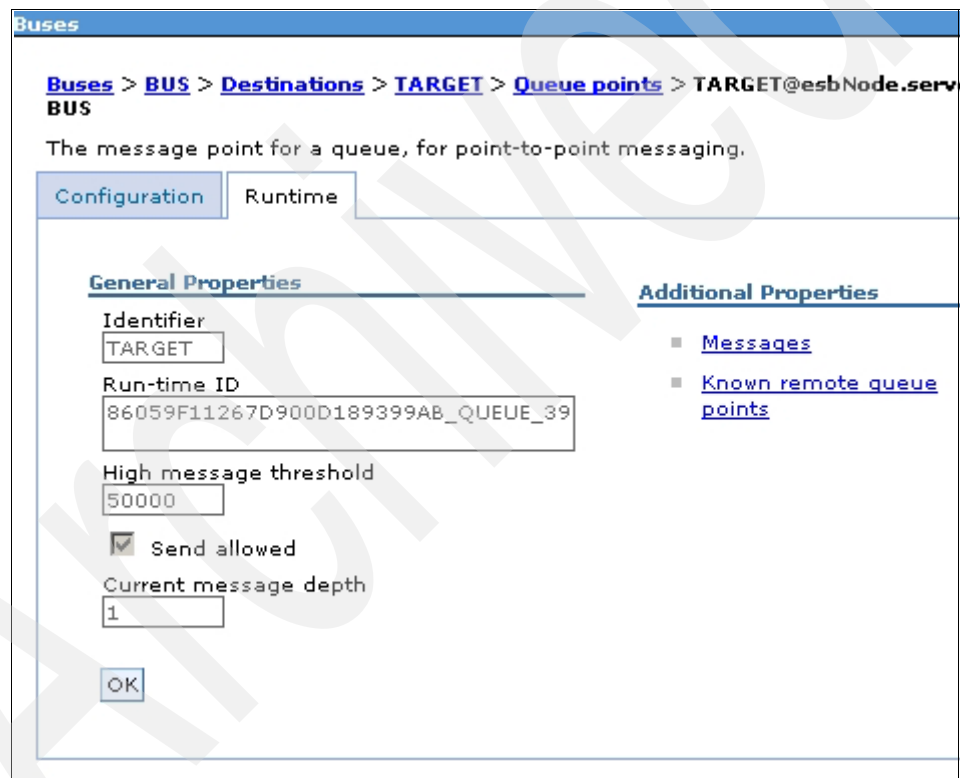 Buses
Buses > BUS > Destinations > TARGET > Queue points > TARGET@esbNode.serv
BUS
The message point for a queue, for point-to-point messaging.
Configuration Runtime
General Properties
Additional Properties
Identifier
TARGET
Messages
Run-time ID
Known remote queue
points
86059F11267D900D189399AB_QUEUE_39
High message threshold
50000
Send allowed
Current message depth
1
OK
Archived